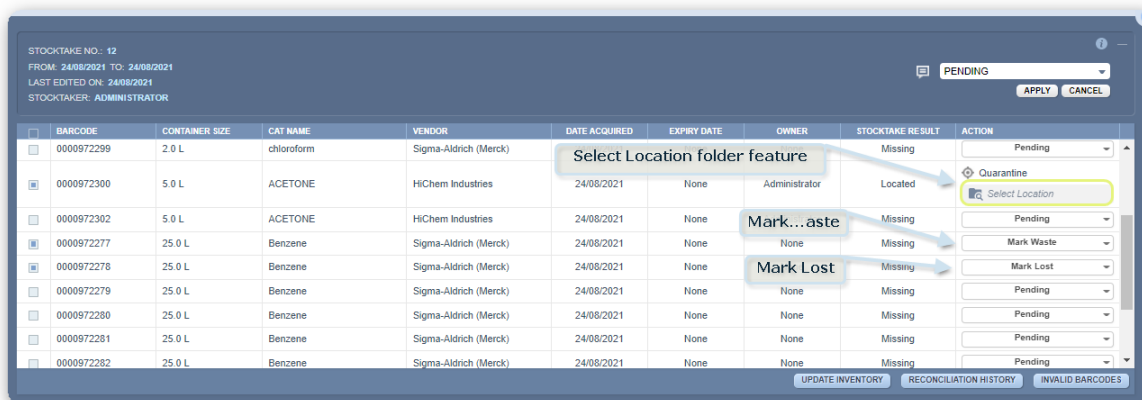 STOCKTAKE NO.: 12
FROM: 24/08/2021 TO: 24/08/2021
LAST EDITED ON: 24/08/2021
STOCKTAKER: ADMINISTRATOR
PENDING
APPLY CANCEL
BARCODE CONTAINER SIZE CAT NAME VENDOR DATE ACQUIRED EXPIRY DATE OWNER STOCKTAKE RESULT ACTION
0000972299 2.0 L chloroform Sigma-Aldrich (Merck) Missing Pending
Select Location folder feature
0000972300 5.0 L ACETONE HiChem Industries 24/08/2021 None Administrator Located Quarantine
Select Location
0000972302 5.0 L ACETONE HiChem Industries 24/08/2021 None None Missing Pending
Mark...aste
0000972277 25.0 L Benzene Sigma-Aldrich (Merck) 24/08/2021 None None Missing Mark Waste
0000972278 25.0 L Benzene Sigma-Aldrich (Merck) 24/08/2021 None Missing Mark Lost
Mark Lost
0000972279 25.0 L Benzene Sigma-Aldrich (Merck) 24/08/2021 None None Missing Pending
0000972280 25.0 L Benzene Sigma-Aldrich (Merck) 24/08/2021 None None Missing Pending
0000972281 25.0 L Benzene Sigma-Aldrich (Merck) 24/08/2021 None None Missing Pending
0000972282 25.0 L Benzene Sigma-Aldrich (Merck) 24/08/2021 None None Missing Pending
UPDATE INVENTORY RECONCILIATION HISTORY INVALID BARCODES